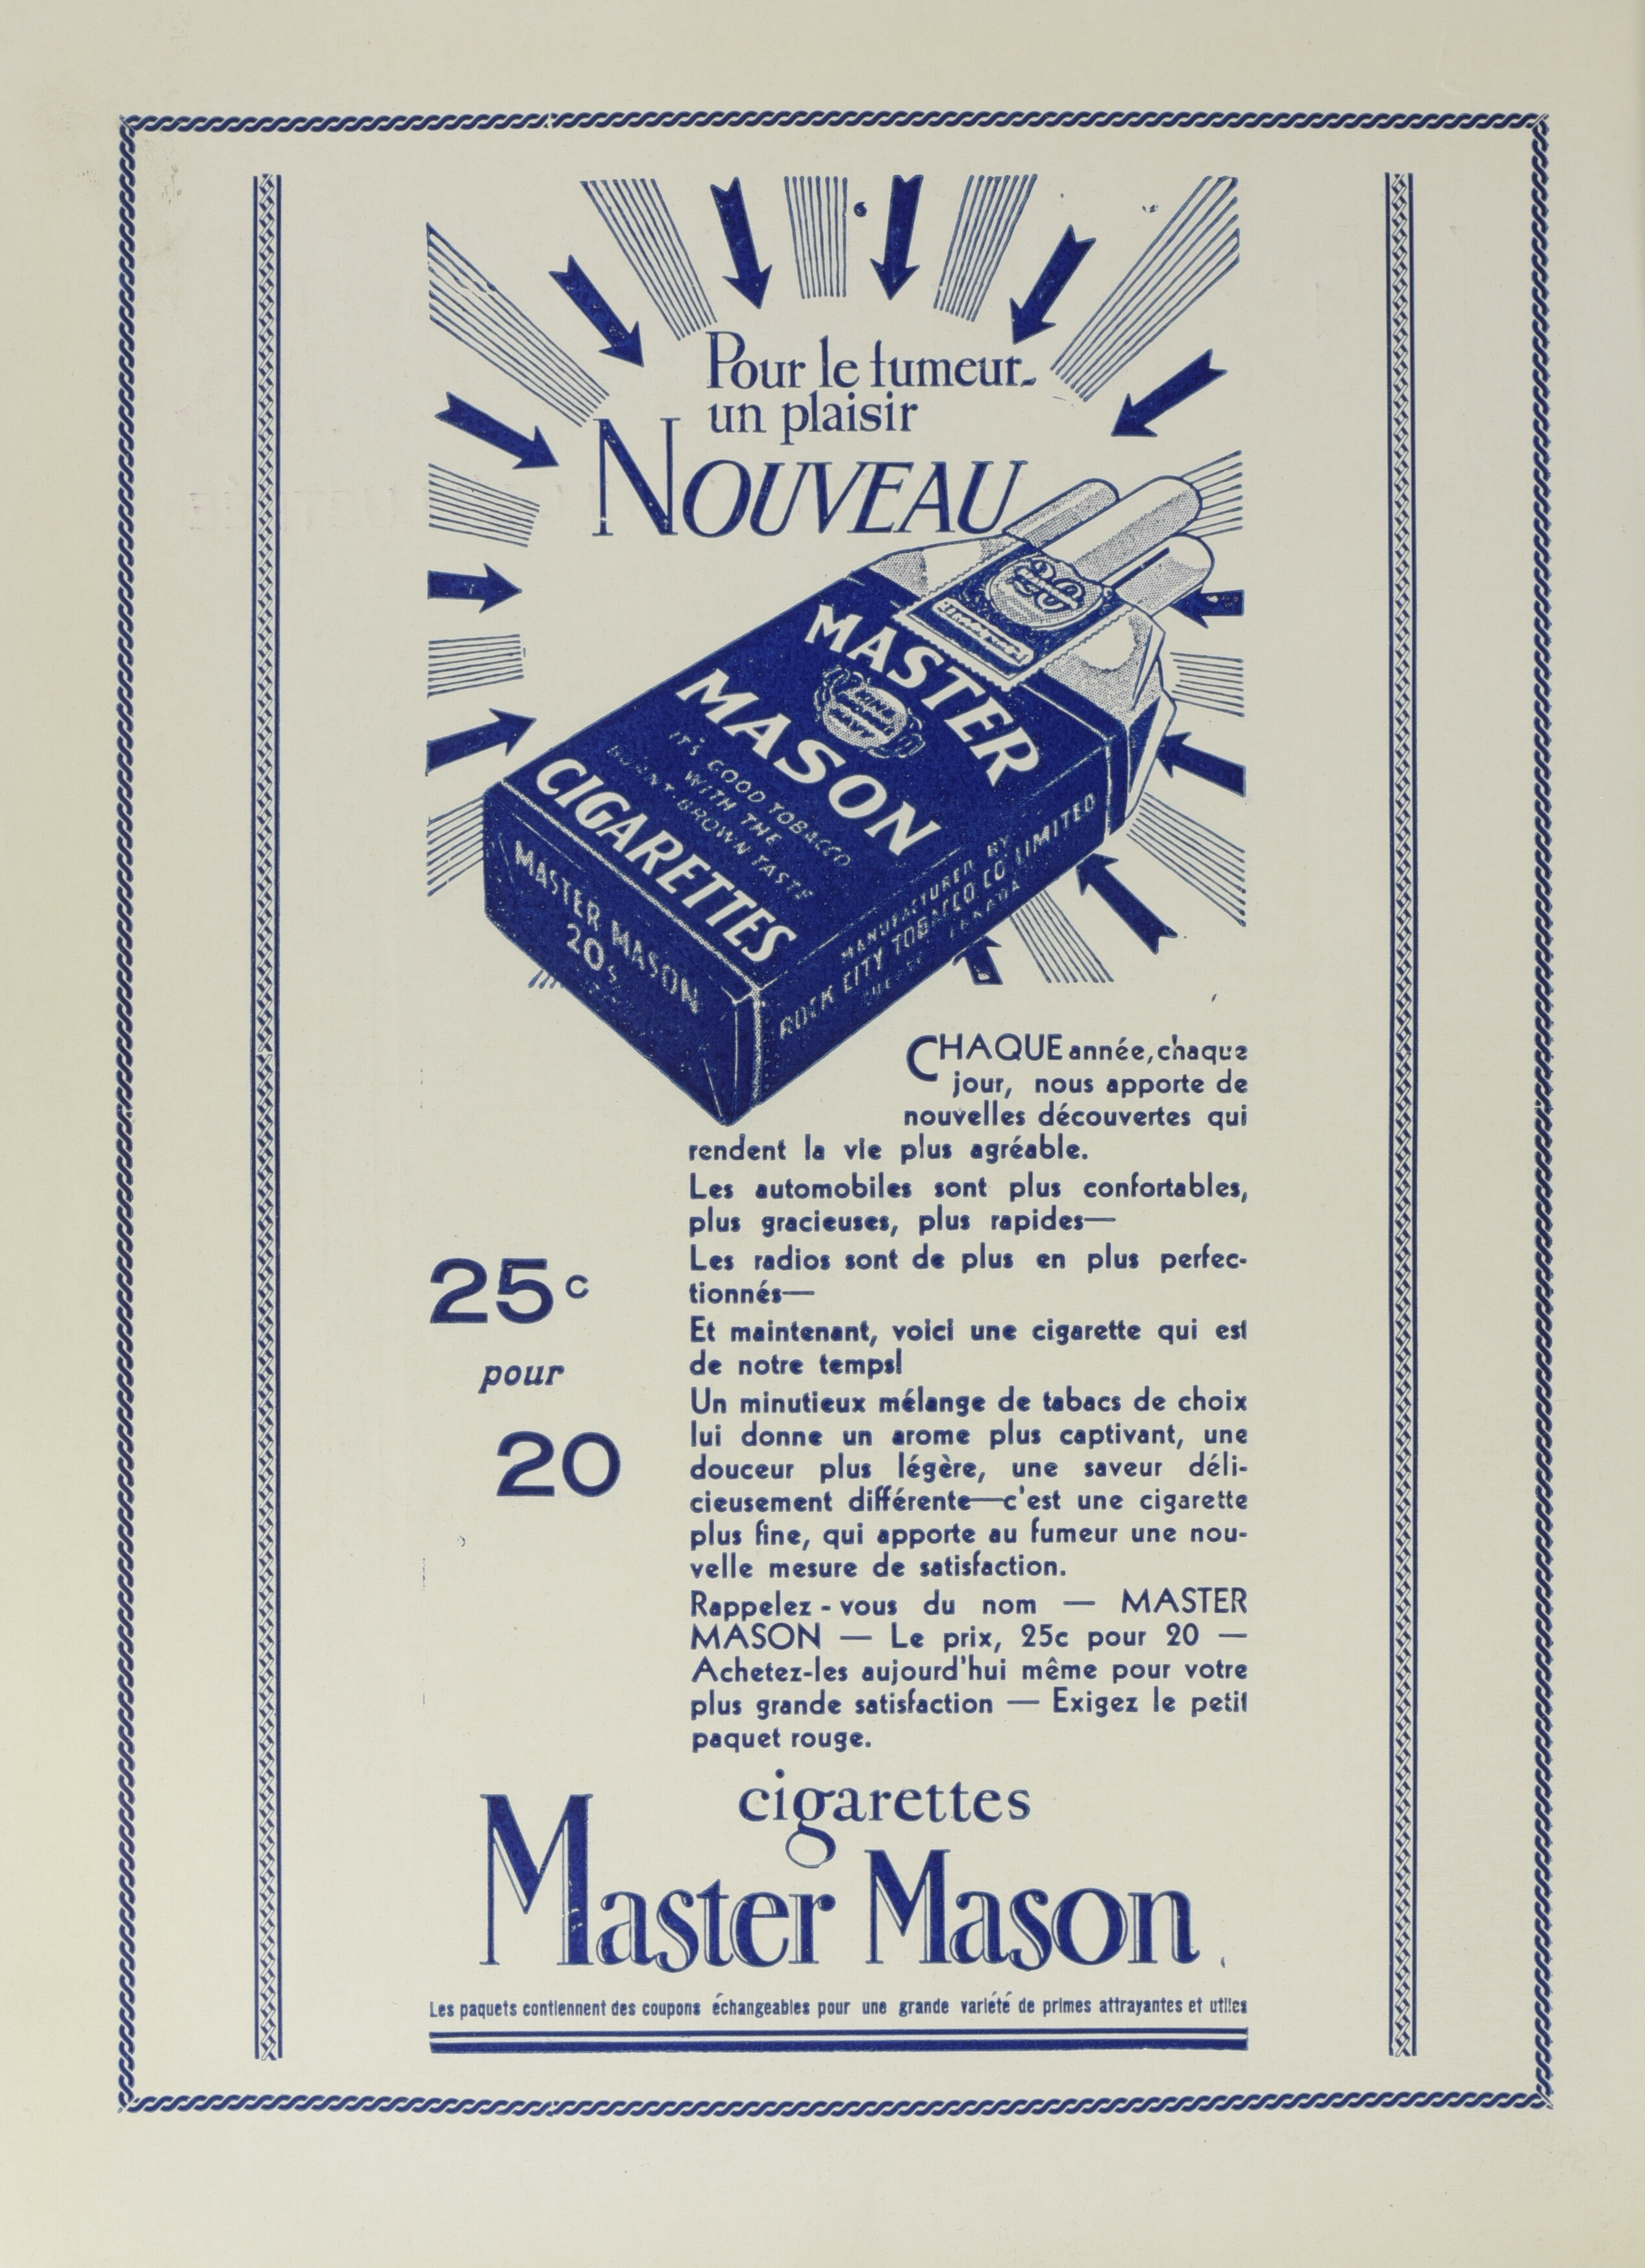 Pour le fumeur-
un plaisir
NOUVEAU
MASTER
MASON
IT'S GOOD TOBACCO
WITH THE
BURNT-BROWN TASTE
CIGARETTES
MASTER MASON
20s
MANUFACTURED BY
ROCK CITY TOBACCO CO LIMITED
CANADA
CHAQUE année, chaque
jour, nous apporte de
nouvelles découvertes qui
rendent la vie plus agréable.
Les automobiles sont plus confortables,
plus gracieuses, plus rapides—
Les radios sont de plus en plus perfec-
tionnés—
Et maintenant, voici une cigarette qui est
de notre temps!
Un minutieux mélange de tabacs de choix
lui donne un arome plus captivant, une
douceur plus légère, une saveur déli-
cieusement différente—c'est une cigarette
plus fine, qui apporte au fumeur une nou-
velle mesure de satisfaction.
Rappelez-vous du nom — MASTER
MASON — Le prix, 25c pour 20 —
Achetez-les aujourd'hui même pour votre
plus grande satisfaction — Exigez le petit
paquet rouge.
25c
pour
20
cigarettes
Master Mason
Les paquets contiennent des coupons échangeables pour une grande variété de primes attrayantes et utiles